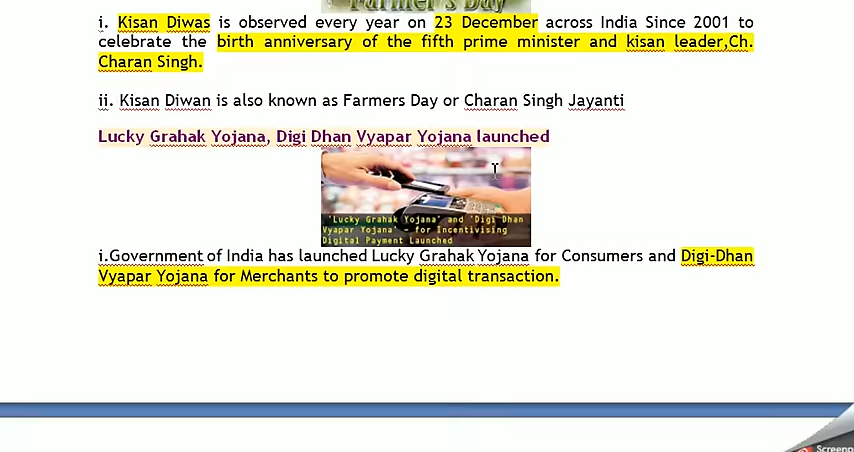 Farmer's Day
i. Kisan Diwas is observed every year on 23 December across India Since 2001 to
celebrate the birth anniversary of the fifth prime minister and kisan leader,Ch.
Charan Singh.
ii. Kisan Diwan is also known as Farmers Day or Charan Singh Jayanti
Lucky Grahak Yojana, Digi Dhan Vyapar Yojana launched
'Lucky Grahak Yojana' and 'Digi Dhan
Vyapar Yojana' - for Incentivising
Digital Payment Launched
i.Government of India has launched Lucky Grahak Yojana for Consumers and Digi-Dhan
Vyapar Yojana for Merchants to promote digital transaction.